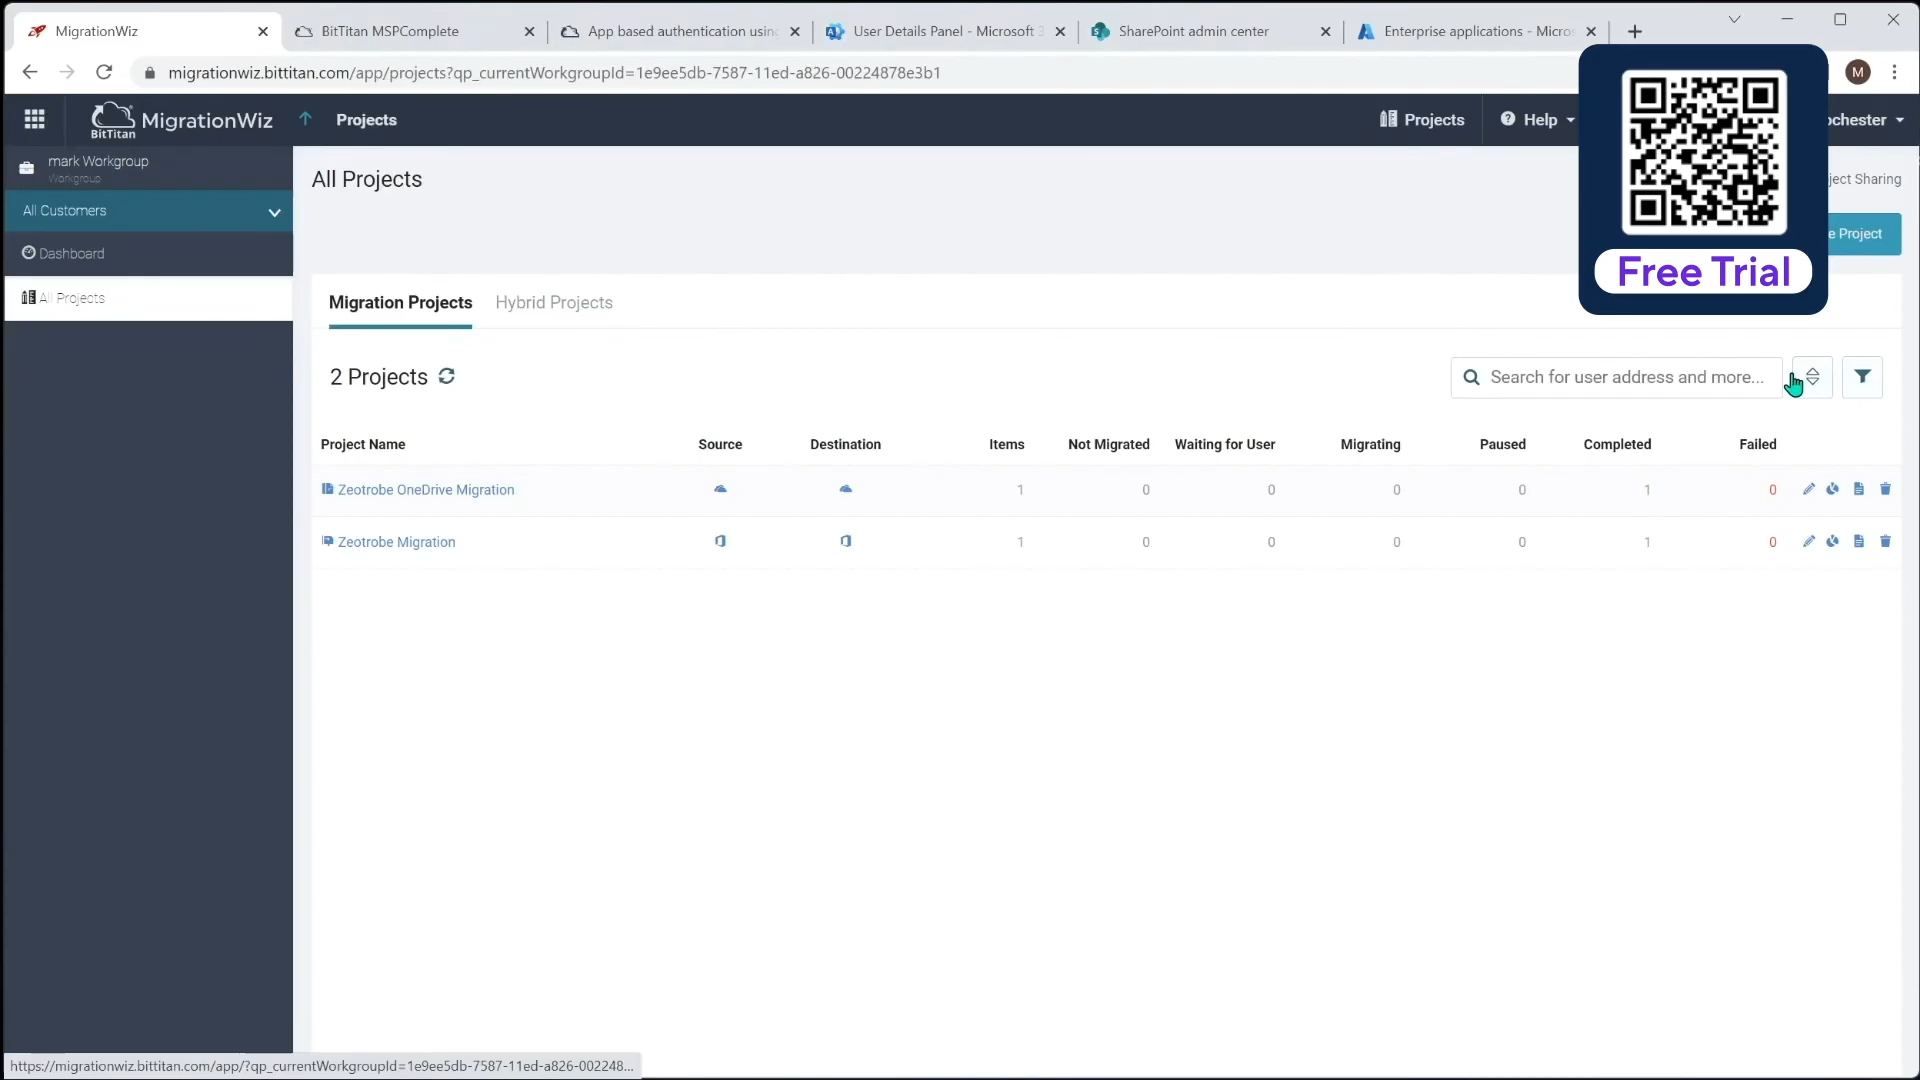 MigrationWiz
BitTitan MSPComplete
App based authentication usin
User Details Panel - Microsoft 3
SharePoint admin center
Enterprise applications - Micros
migrationwiz.bittitan.com/app/projects?qp_currentWorkgroupId=1e9ee5db-7587-11ed-a826-00224878e3b1
M
BitTitan
MigrationWiz
Projects
Projects
Help
ochester
mark Workgroup
Workgroup
All Customers
Dashboard
All Projects
All Projects
ject Sharing
e Project
Free Trial
Migration Projects
Hybrid Projects
2 Projects
Search for user address and more...
Project Name Source Destination Items Not Migrated Waiting for User Migrating Paused Completed Failed
Zeotrobe OneDrive Migration 1 0 0 0 0 1 0
Zeotrobe Migration 1 0 0 0 0 1 0
https://migrationwiz.bittitan.com/app/?qp_currentWorkgroupId=1e9ee5db-7587-11ed-a826-002248...